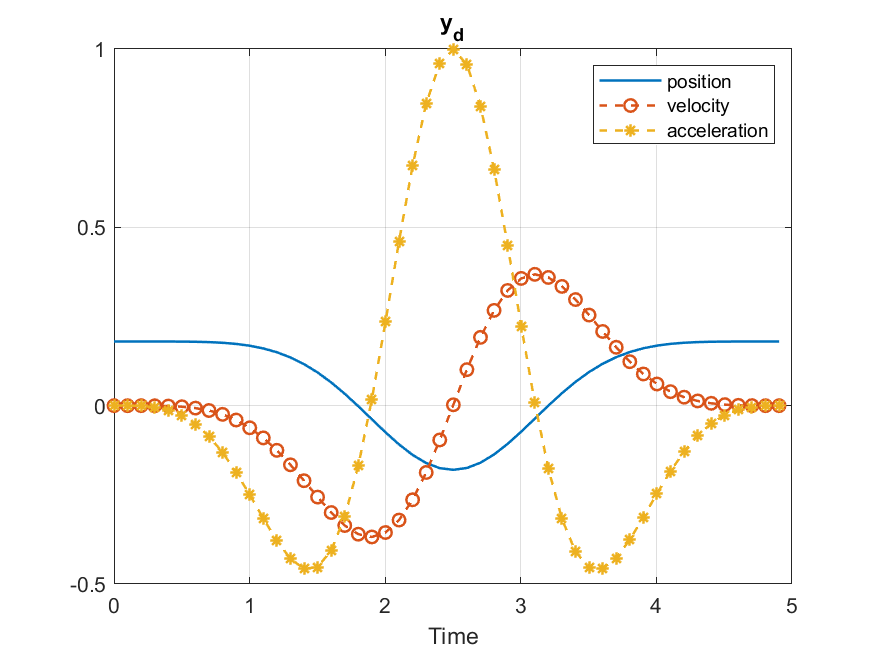 y_d
position
velocity
acceleration
1
0.5
0
-0.5
0 1 2 3 4 5
Time